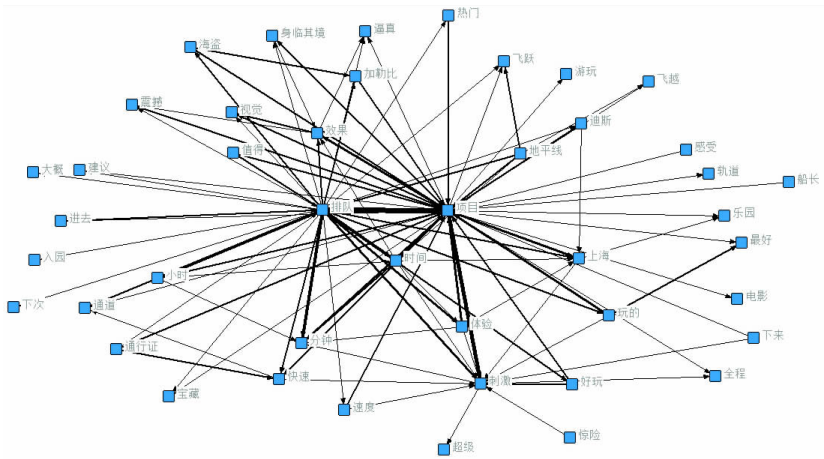 热门
身临其境
逼真
海盗
飞跃
加勒比
游玩
飞越
震撼
视觉
效果
迪斯
值得
地平线
感受
大概
建议
轨道
船长
进去
排队
项目
乐园
最好
入园
时间
上海
小时
电影
下次
通道
玩的
体验
下来
分钟
通行证
快速
刺激
好玩
全程
宝藏
速度
惊险
超级